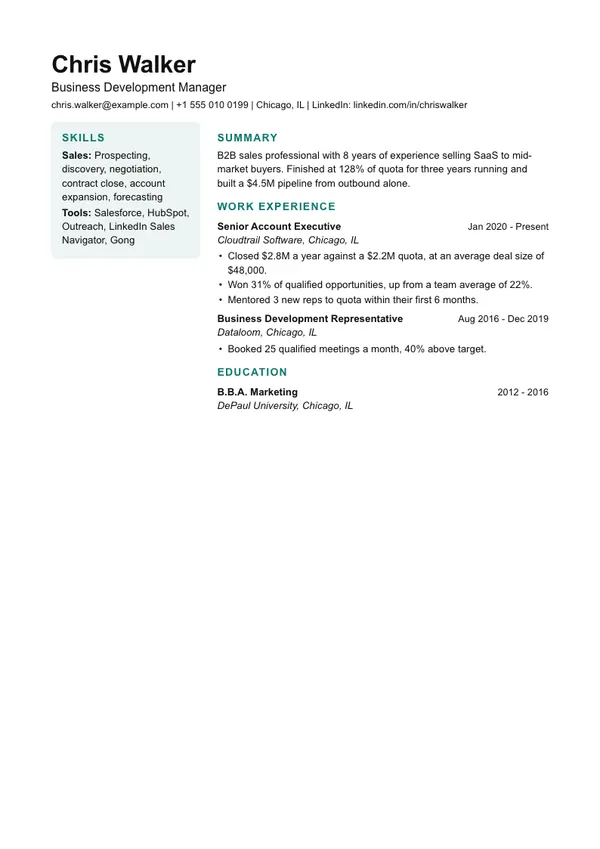 Chris Walker
Business Development Manager
chris.walker@example.com | +1 555 010 0199 | Chicago, IL | LinkedIn: linkedin.com/in/chriswalker
SKILLS
Sales: Prospecting,
discovery, negotiation,
contract close, account
expansion, forecasting
Tools: Salesforce, HubSpot,
Outreach, LinkedIn Sales
Navigator, Gong
SUMMARY
B2B sales professional with 8 years of experience selling SaaS to mid-
market buyers. Finished at 128% of quota for three years running and
built a $4.5M pipeline from outbound alone.
WORK EXPERIENCE
Senior Account Executive Jan 2020 - Present
Cloudtrail Software, Chicago, IL
• Closed $2.8M a year against a $2.2M quota, at an average deal size of
$48,000.
• Won 31% of qualified opportunities, up from a team average of 22%.
• Mentored 3 new reps to quota within their first 6 months.
Business Development Representative Aug 2016 - Dec 2019
Dataloom, Chicago, IL
• Booked 25 qualified meetings a month, 40% above target.
EDUCATION
B.B.A. Marketing 2012 - 2016
DePaul University, Chicago, IL